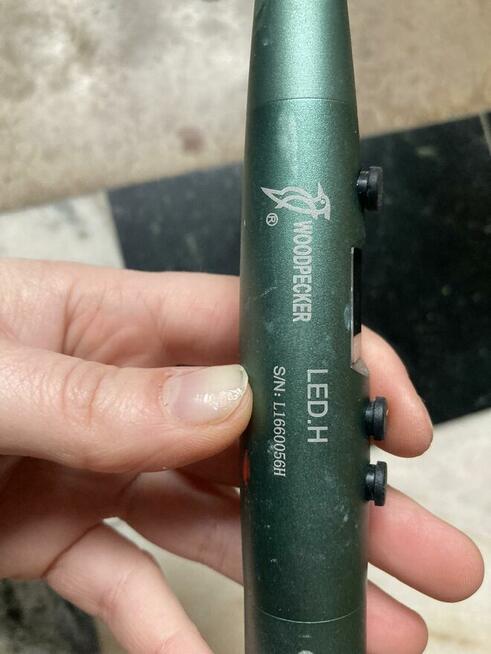 ®
WOODPECKER
LED.H
S/N: L1660056H